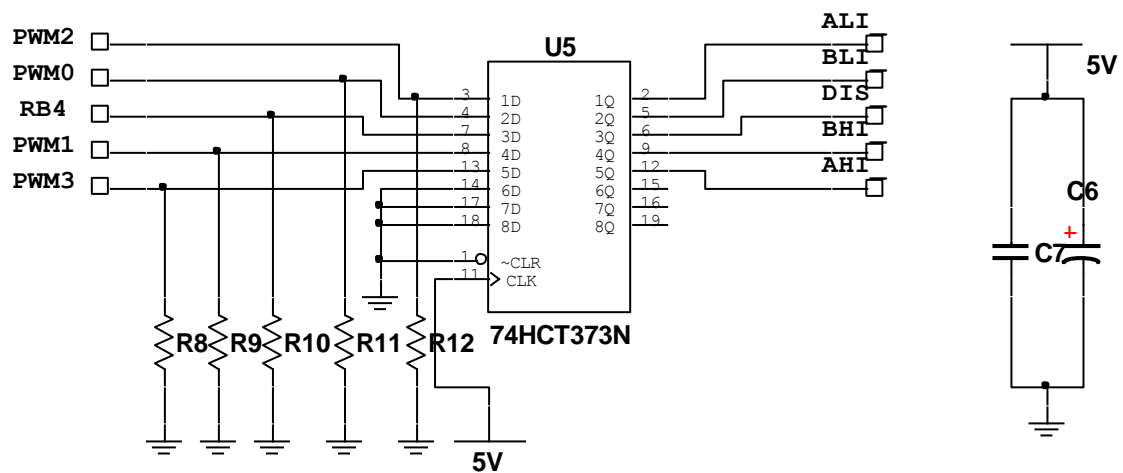 PWM2
PWM0
RB4
PWM1
PWM3
U5
3 1D 1Q 2
4 2D 2Q 5
7 3D 3Q 6
8 4D 4Q 9
13 5D 5Q 12
14 6D 6Q 15
17 7D 7Q 16
18 8D 8Q 19
1 ~CLR
11 CLK
74HCT373N
ALI
BLI
DIS
BHI
AHI
R8 R9 R10 R11 R12
5V
5V
C6
+
C7